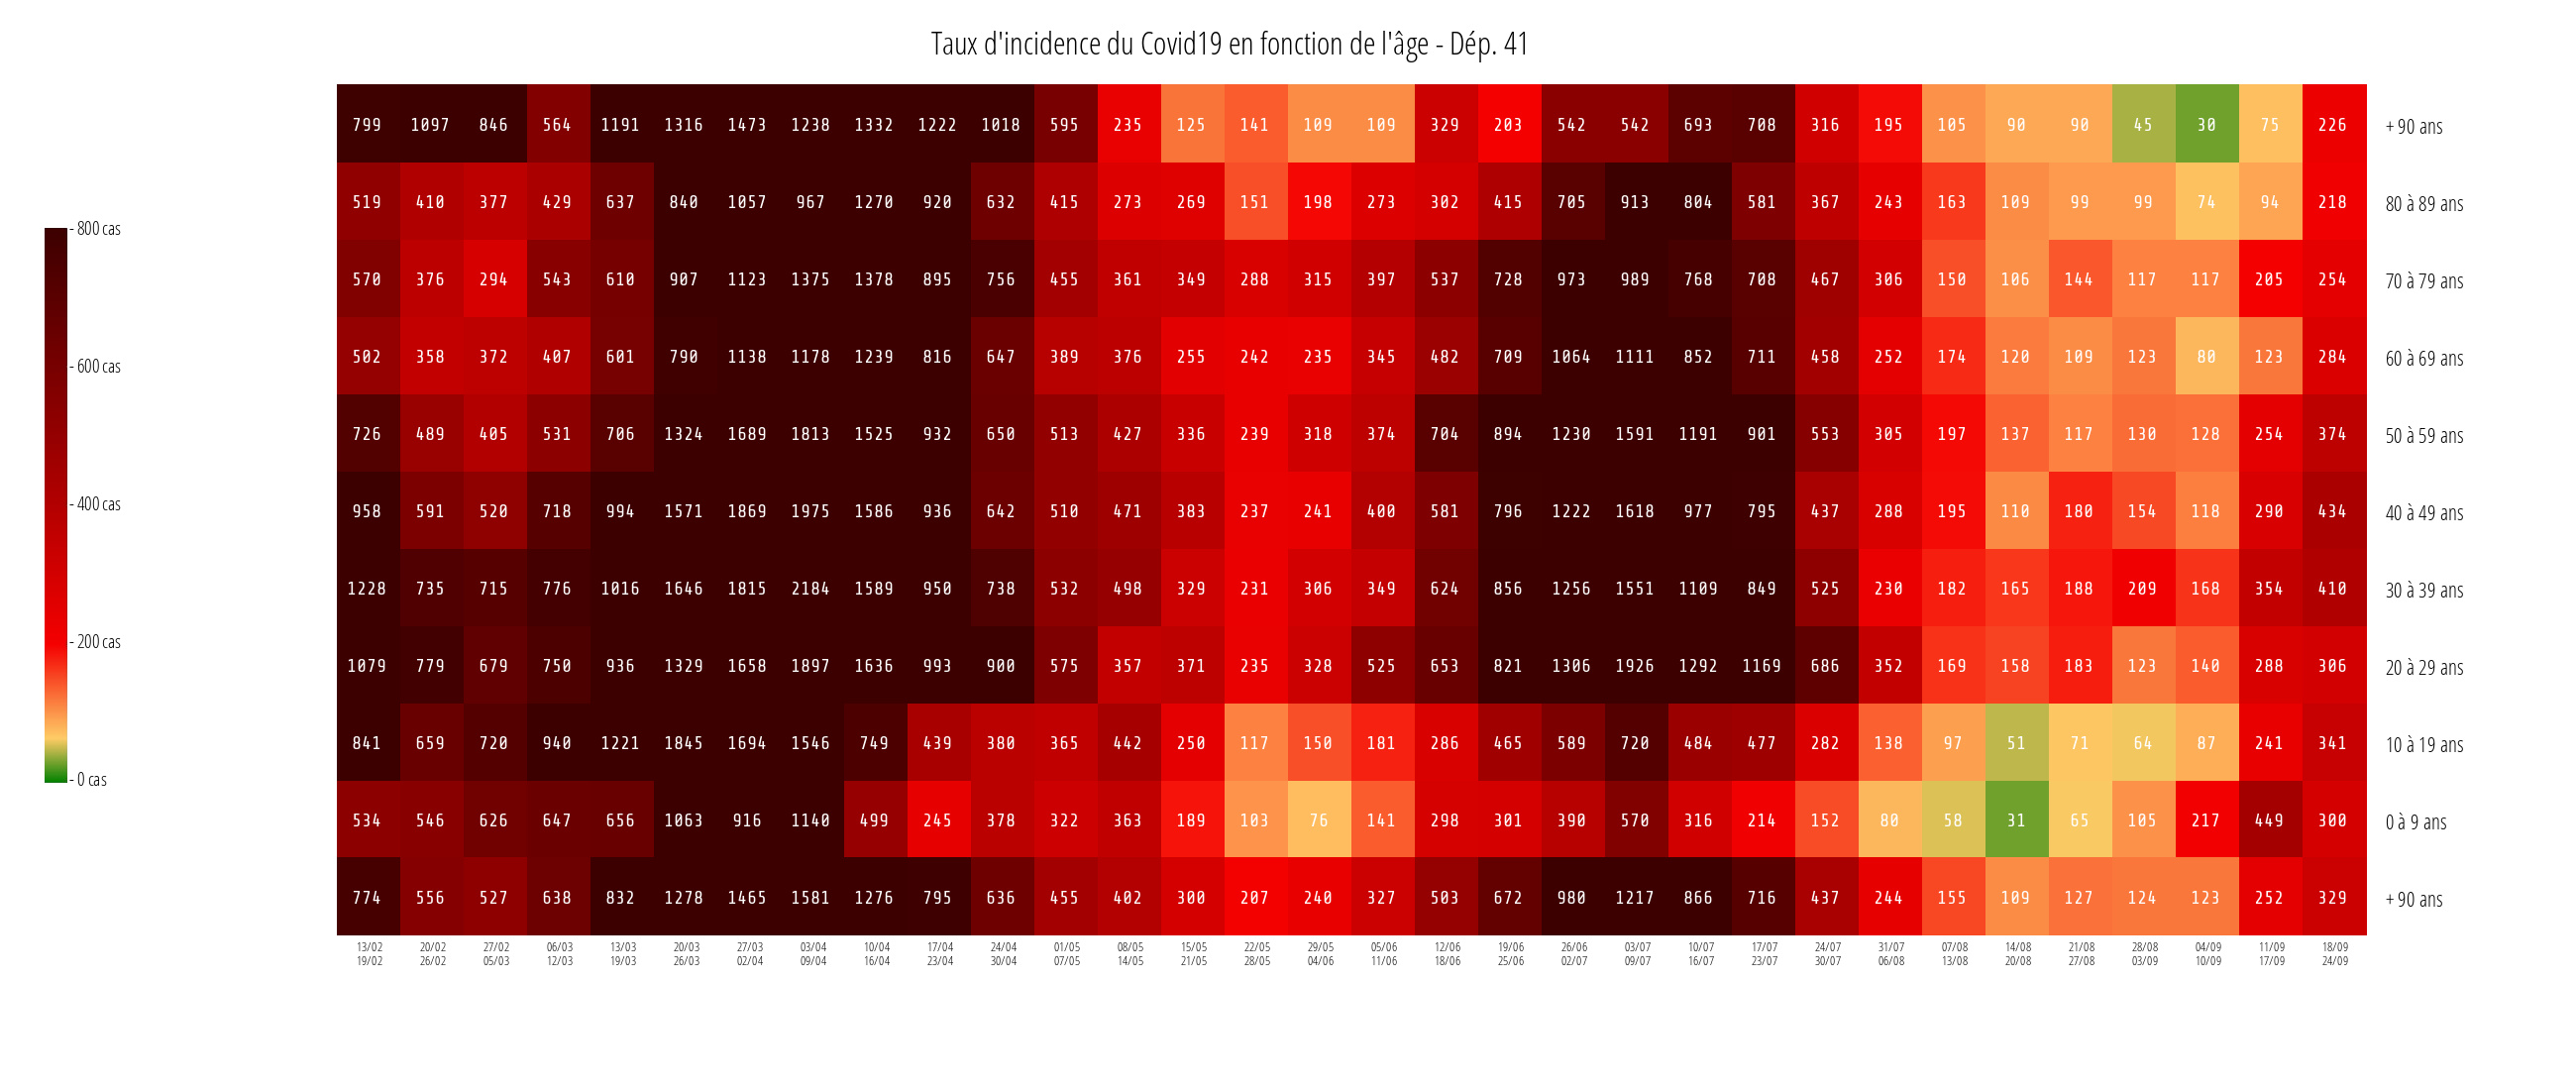 Taux d'incidence du Covid19 en fonction de l'âge - Dép. 41
799 1097 846 564 1191 1316 1473 1238 1332 1222 1018 595 235 125 141 109 109 329 203 542 542 693 708 316 195 105 90 90 45 30 75 226 + 90 ans
519 410 377 429 637 840 1057 967 1270 920 632 415 273 269 151 198 273 302 415 705 913 804 581 367 243 163 109 99 99 74 94 218 80 à 89 ans
- 800 cas
570 376 294 543 610 907 1123 1375 1378 895 756 455 361 349 288 315 397 537 728 973 989 768 708 467 306 150 106 144 117 117 205 254 70 à 79 ans
502 358 372 407 601 790 1138 1178 1239 816 647 389 376 255 242 235 345 482 709 1064 1111 852 711 458 252 174 120 109 123 80 123 284 60 à 69 ans
- 600 cas
726 489 405 531 706 1324 1689 1813 1525 932 650 513 427 336 239 318 374 704 894 1230 1591 1191 901 553 305 197 137 117 130 128 254 374 50 à 59 ans
- 400 cas
958 591 520 718 994 1571 1869 1975 1586 936 642 510 471 383 237 241 400 581 796 1222 1618 977 795 437 288 195 110 180 154 118 290 434 40 à 49 ans
1228 735 715 776 1016 1646 1815 2184 1589 950 738 532 498 329 231 306 349 624 856 1256 1551 1109 849 525 230 182 165 188 209 168 354 410 30 à 39 ans
- 200 cas
1079 779 679 750 936 1329 1658 1897 1636 993 900 575 357 371 235 328 525 653 821 1306 1926 1292 1169 686 352 169 158 183 123 140 288 306 20 à 29 ans
841 659 720 940 1221 1845 1694 1546 749 439 380 365 442 250 117 150 181 286 465 589 720 484 477 282 138 97 51 71 64 87 241 341 10 à 19 ans
- 0 cas
534 546 626 647 656 1063 916 1140 499 245 378 322 363 189 103 76 141 298 301 390 570 316 214 152 80 58 31 65 105 217 449 300 0 à 9 ans
774 556 527 638 832 1278 1465 1581 1276 795 636 455 402 300 207 240 327 503 672 980 1217 866 716 437 244 155 109 127 124 123 252 329 + 90 ans
13/02 20/02 27/02 06/03 13/03 20/03 27/03 03/04 10/04 17/04 24/04 01/05 08/05 15/05 22/05 29/05 05/06 12/06 19/06 26/06 03/07 10/07 17/07 24/07 31/07 07/08 14/08 21/08 28/08 04/09 11/09 18/09
19/02 26/02 05/03 12/03 19/03 26/03 02/04 09/04 16/04 23/04 30/04 07/05 14/05 21/05 28/05 04/06 11/06 18/06 25/06 02/07 09/07 16/07 23/07 30/07 06/08 13/08 20/08 27/08 03/09 10/09 17/09 24/09